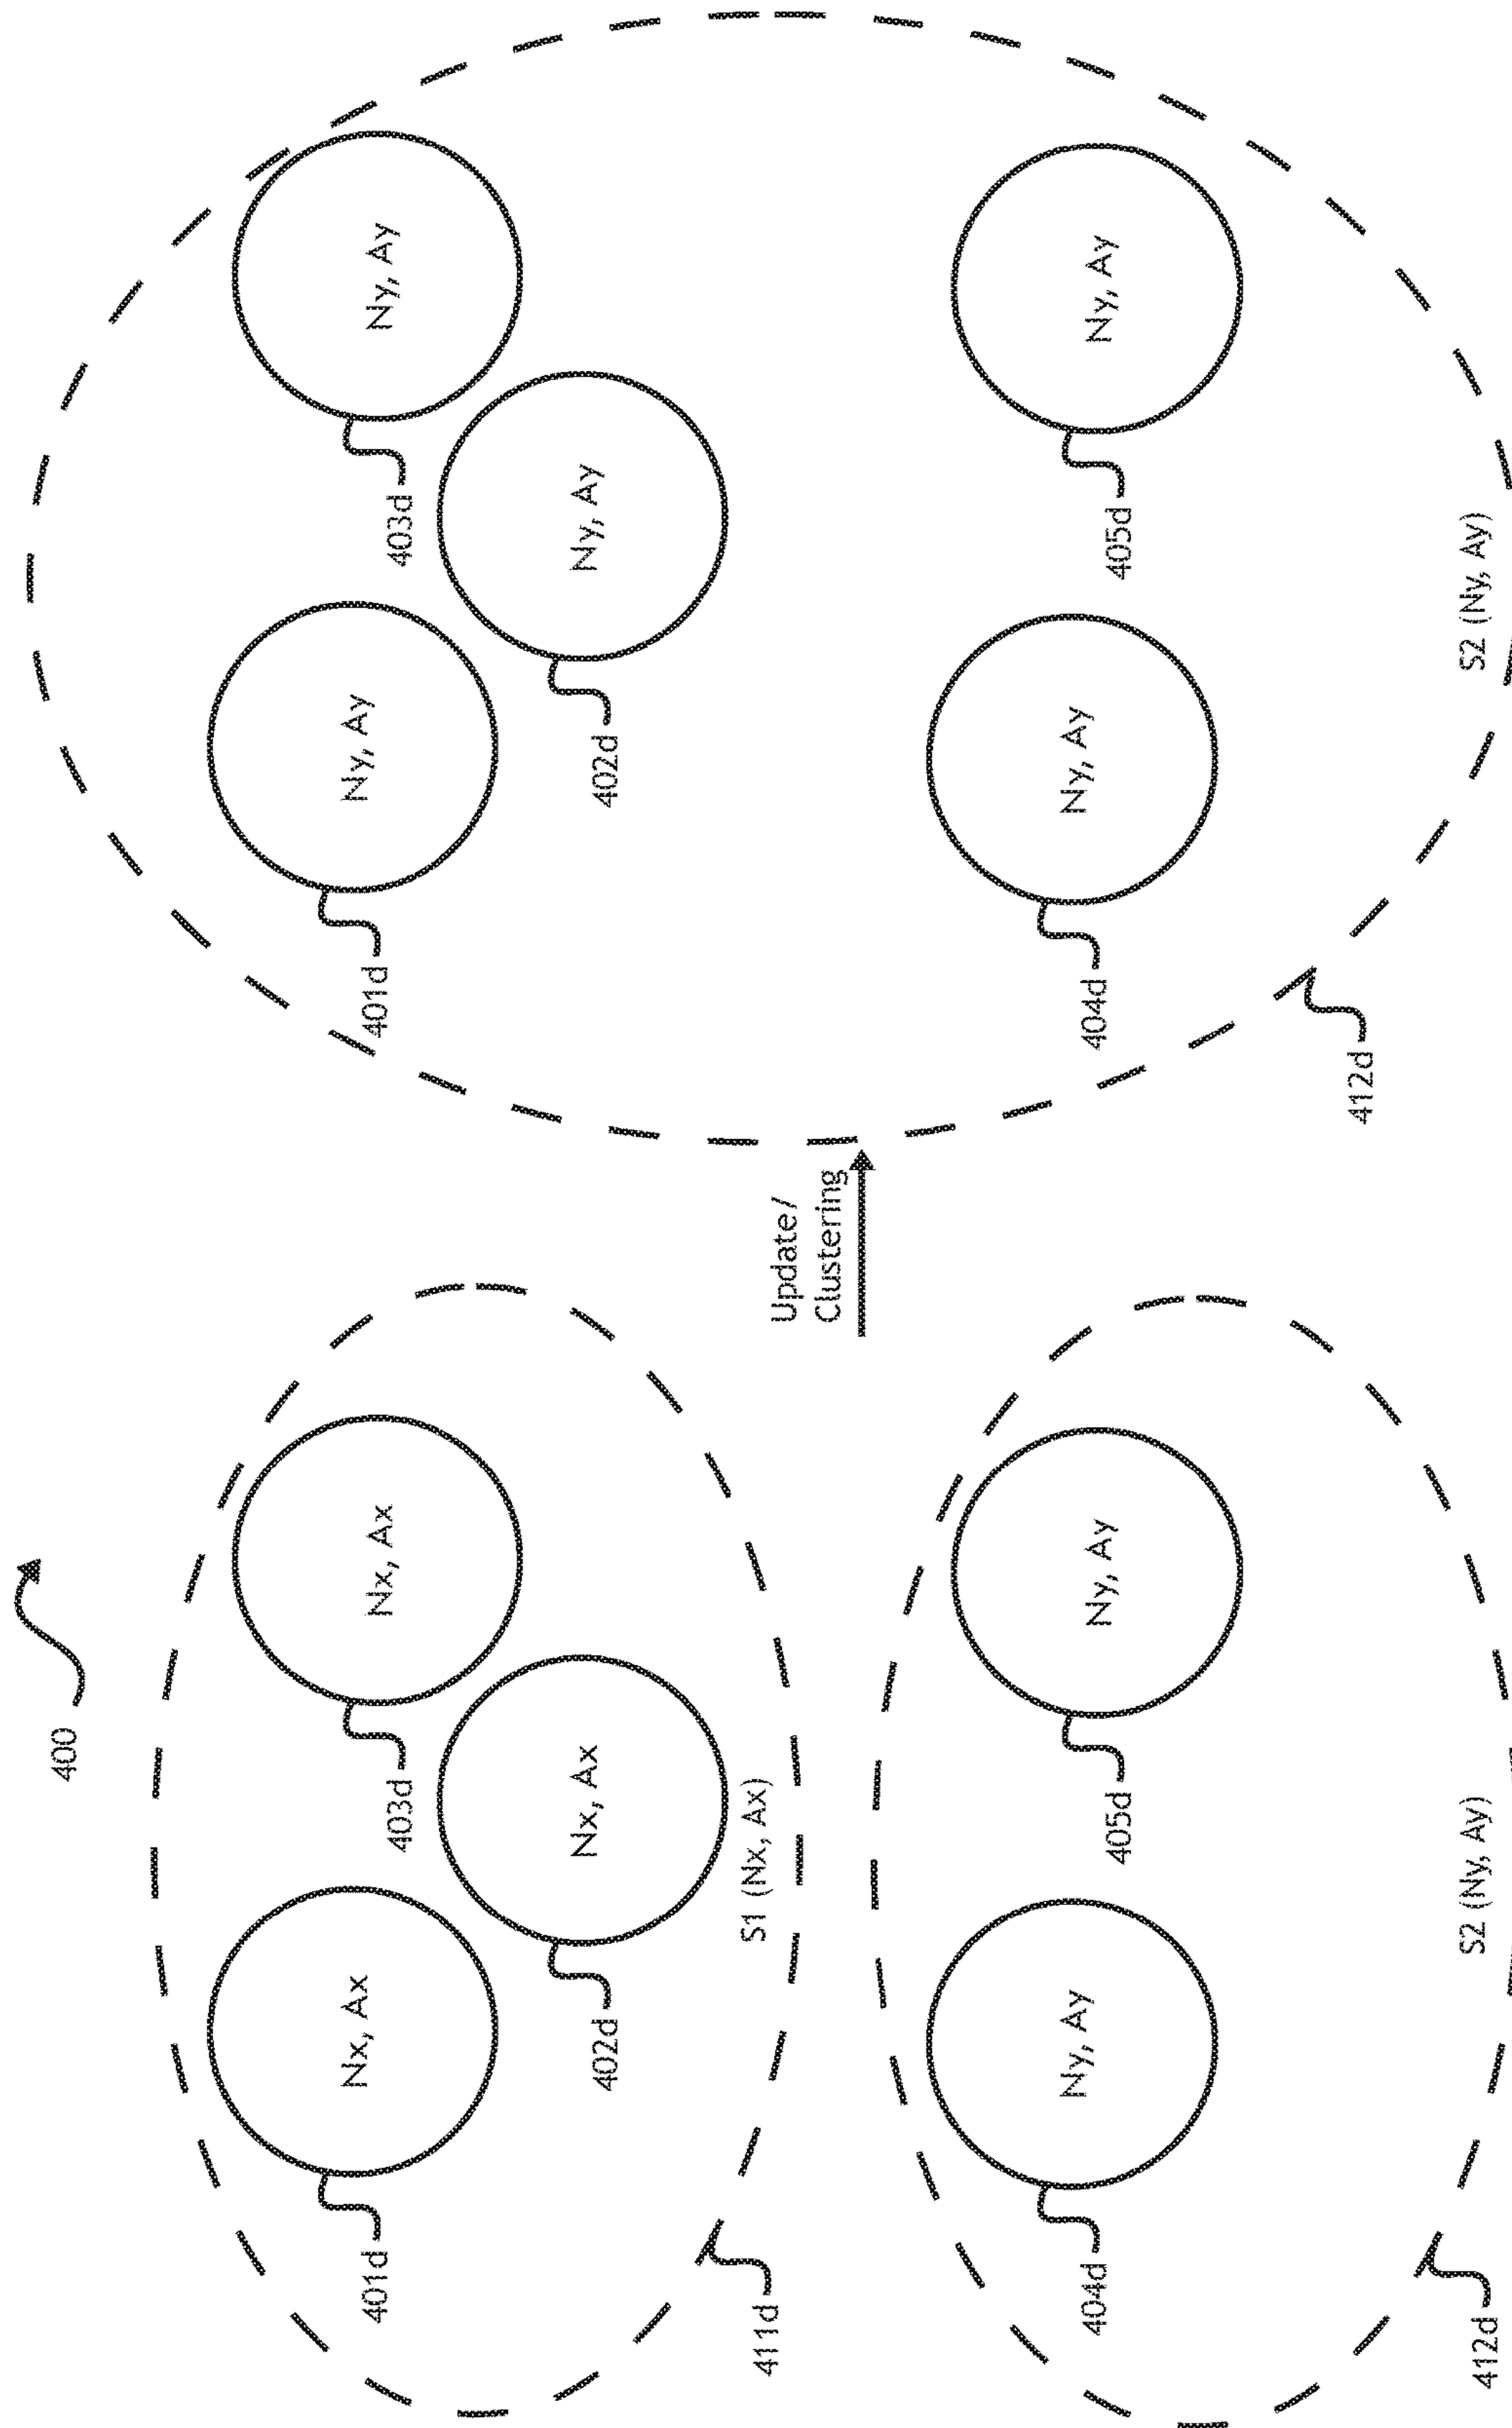 400
Nx, Ax
401d
Nx, Ax
403d
Nx, Ax
402d
S1 (Nx, Ax)
411d
Ny, Ay
404d
Ny, Ay
405d
S2 (Ny, Ay)
412d
Update/
Clustering
Ny, Ay
401d
Ny, Ay
403d
Ny, Ay
402d
Ny, Ay
404d
Ny, Ay
405d
S2 (Ny, Ay)
412d